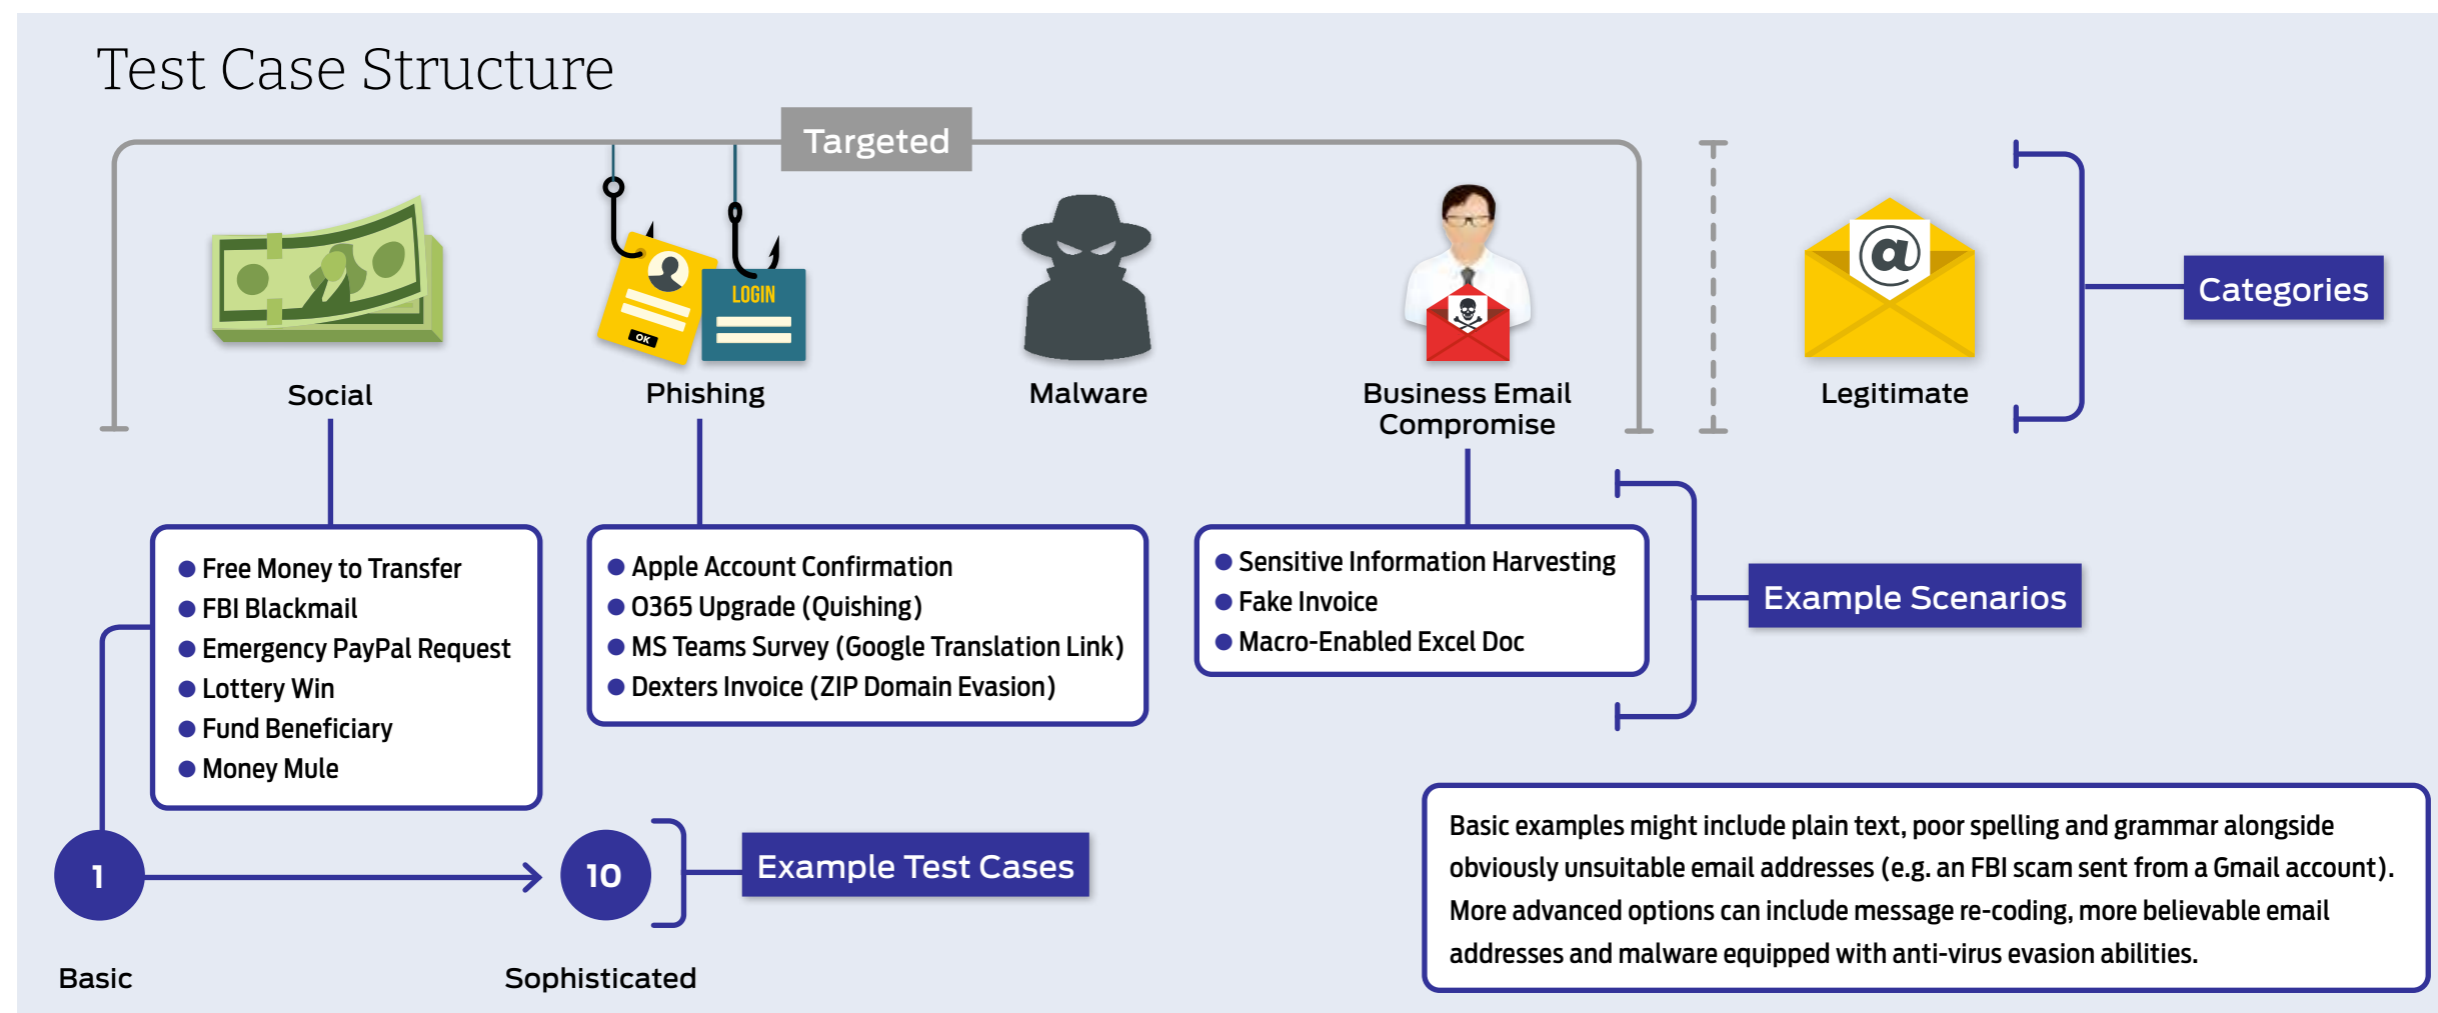 Test Case Structure
Targeted
LOGIN
OK
@
Social
Phishing
Malware
Business Email
Compromise
Legitimate
Categories
Free Money to Transfer
FBI Blackmail
Emergency PayPal Request
Lottery Win
Fund Beneficiary
Money Mule
Apple Account Confirmation
O365 Upgrade (Quishing)
MS Teams Survey (Google Translation Link)
Dexters Invoice (ZIP Domain Evasion)
Sensitive Information Harvesting
Fake Invoice
Macro-Enabled Excel Doc
Example Scenarios
1
10
Example Test Cases
Basic
Sophisticated
Basic examples might include plain text, poor spelling and grammar alongside
obviously unsuitable email addresses (e.g. an FBI scam sent from a Gmail account).
More advanced options can include message re-coding, more believable email
addresses and malware equipped with anti-virus evasion abilities.